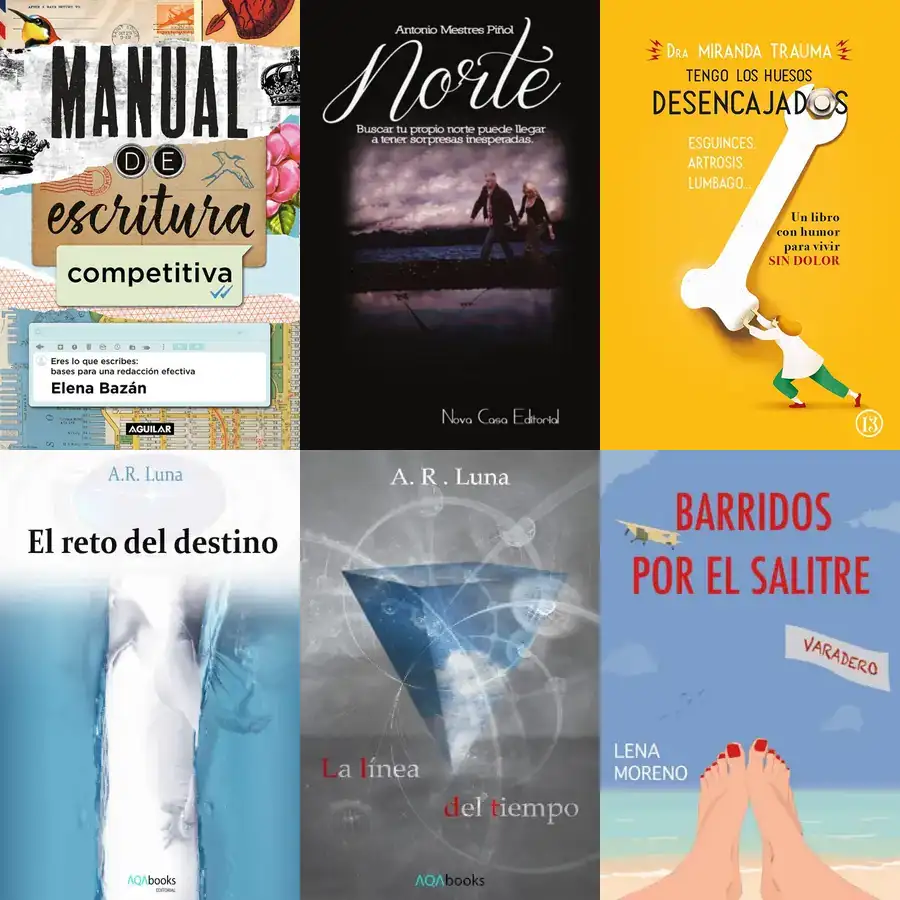 MANUAL
DE
escritura
competitiva
Eres lo que escribes:
bases para una redacción efectiva
Elena Bazán
AGUILAR
Antonio Mestres Piñol
Norte
Buscar tu propio norte puede llegar
a tener sorpresas inesperadas.
Nova Casa Editorial
DRA MIRANDA TRAUMA
TENGO LOS HUESOS
DESENCAJADOS
ESGUINCES,
ARTROSIS
LUMBAGO...
Un libro
con humor
para vivir
SIN DOLOR
13
A.R. Luna
El reto del destino
AQAbooks
EDITORIAL
A. R. Luna
La línea
del tiempo
AQAbooks
BARRIDOS
POR EL SALITRE
VARADERO
LENA
MORENO